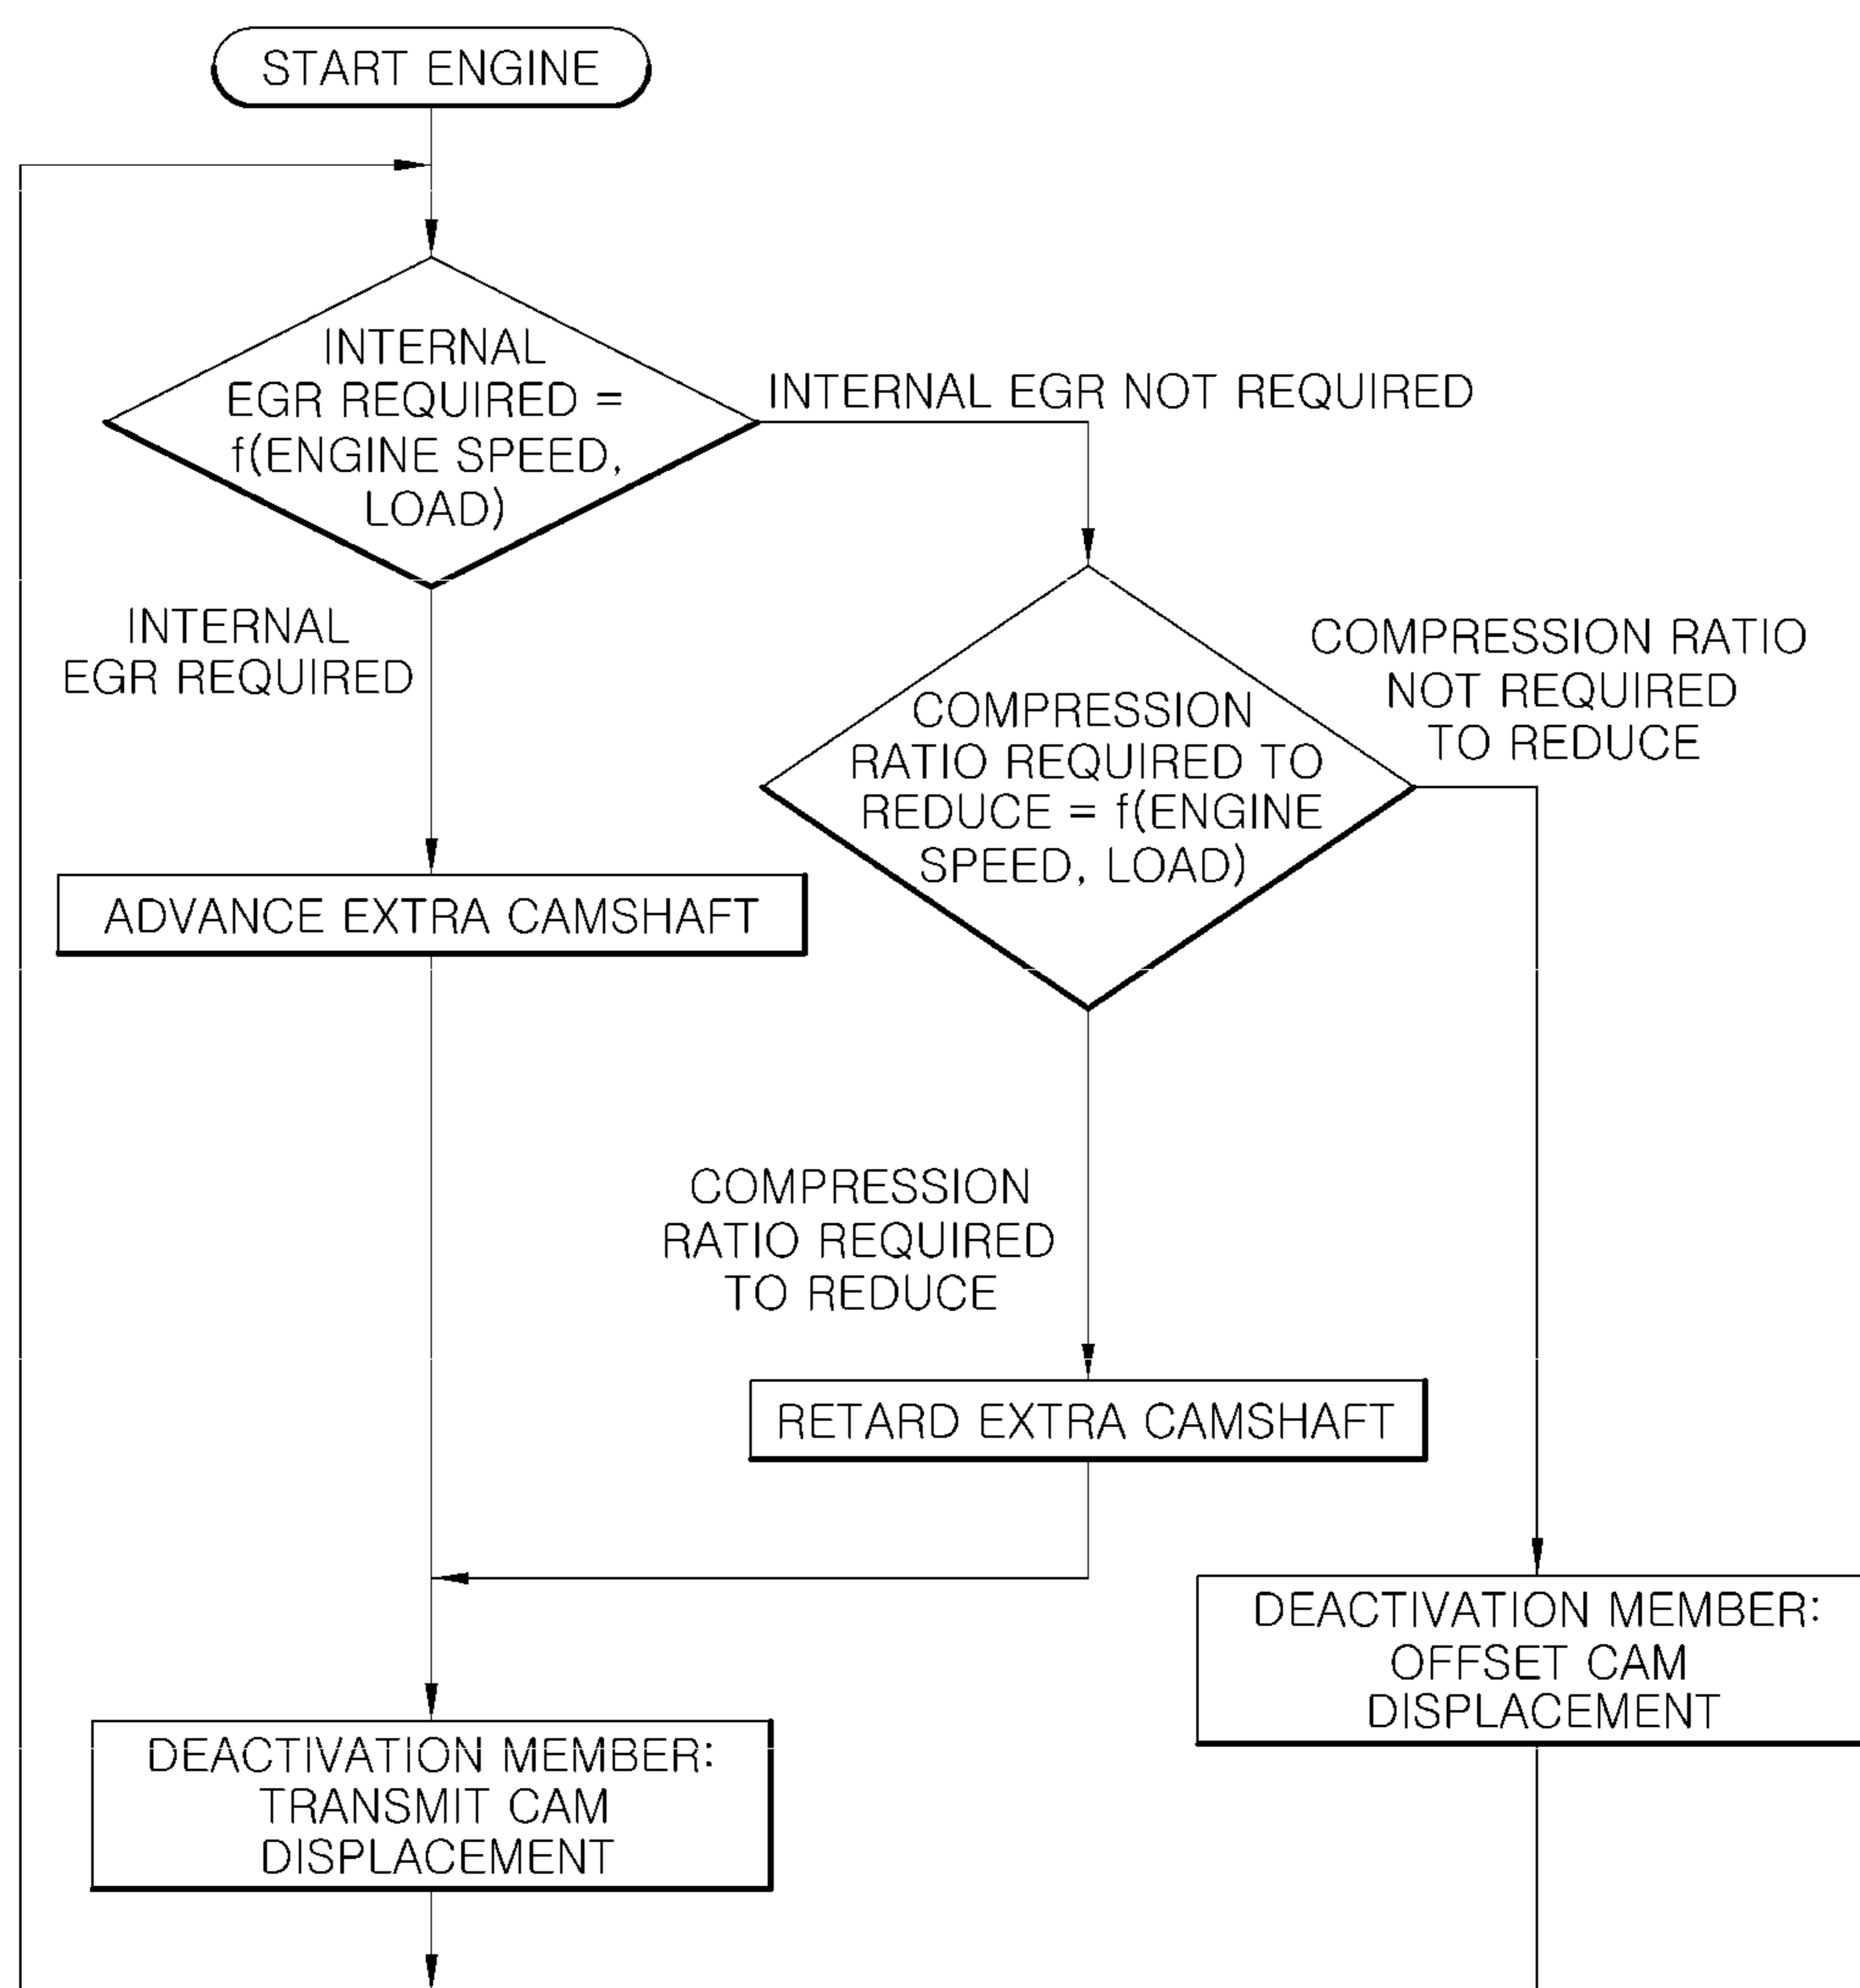 START ENGINE
INTERNAL
EGR REQUIRED =
f(ENGINE SPEED,
LOAD)
INTERNAL EGR NOT REQUIRED
INTERNAL
EGR REQUIRED
COMPRESSION RATIO
NOT REQUIRED
TO REDUCE
COMPRESSION
RATIO REQUIRED TO
REDUCE = f(ENGINE
SPEED, LOAD)
ADVANCE EXTRA CAMSHAFT
COMPRESSION
RATIO REQUIRED
TO REDUCE
RETARD EXTRA CAMSHAFT
DEACTIVATION MEMBER:
OFFSET CAM
DISPLACEMENT
DEACTIVATION MEMBER:
TRANSMIT CAM
DISPLACEMENT